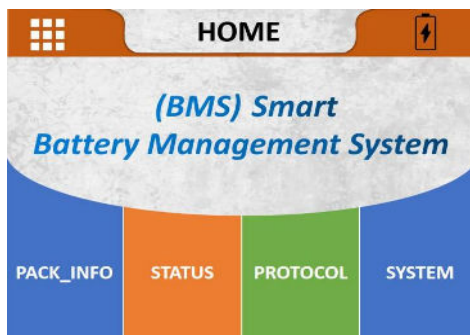 HOME
(BMS) Smart
Battery Management System
PACK_INFO STATUS PROTOCOL SYSTEM